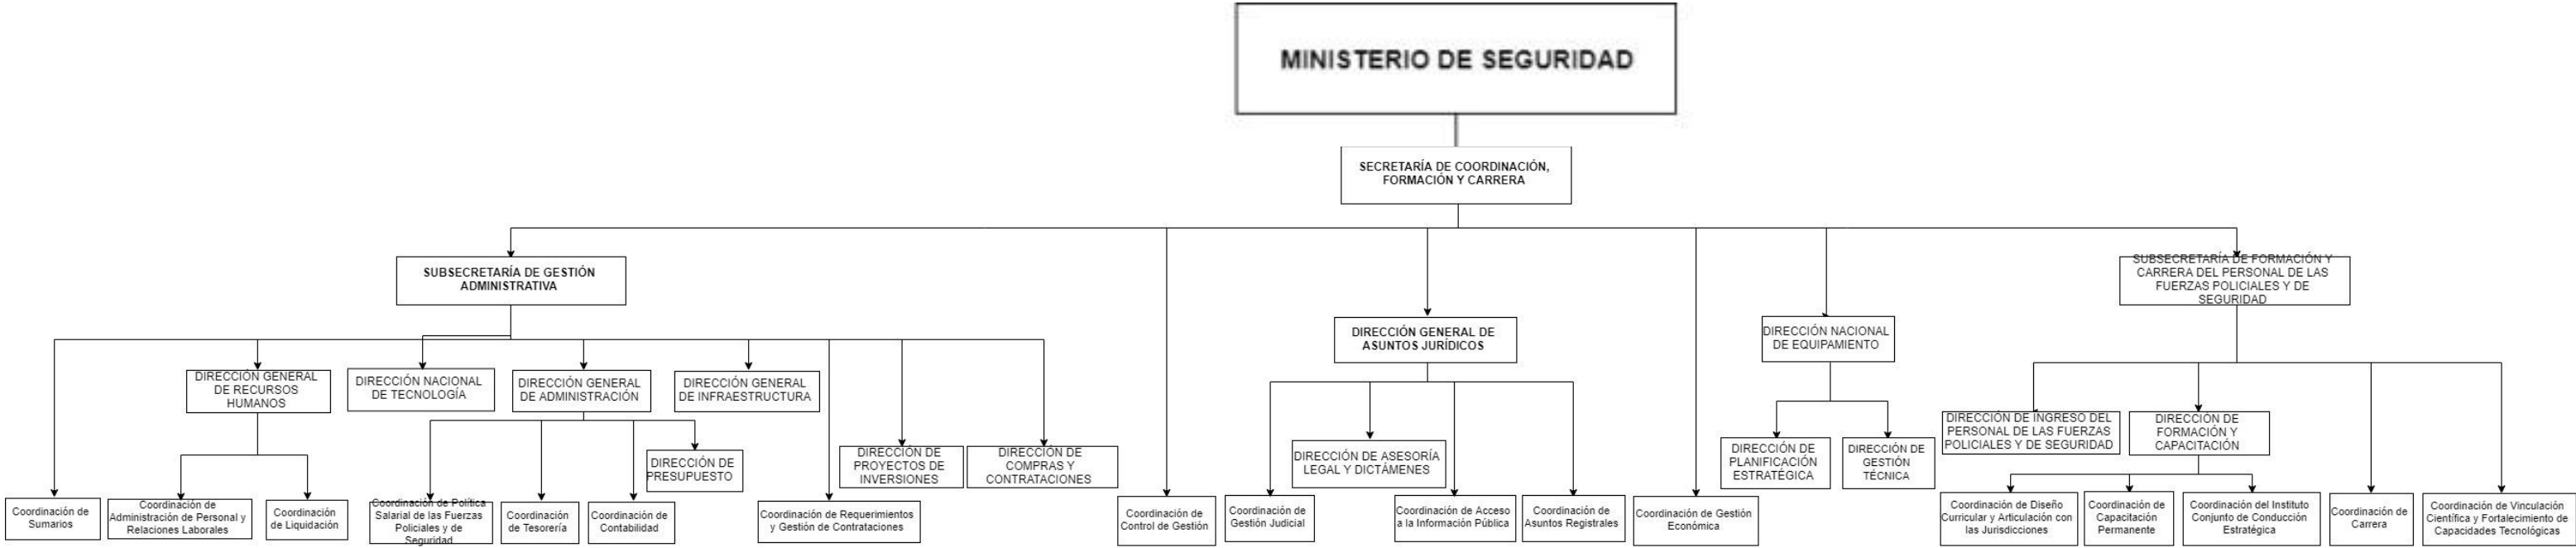 MINISTERIO DE SEGURIDAD
SECRETARÍA DE COORDINACIÓN,
FORMACIÓN Y CARRERA
SUBSECRETARÍA DE GESTIÓN
ADMINISTRATIVA
SUBSECRETARÍA DE FORMACIÓN Y
CARRERA DEL PERSONAL DE LAS
FUERZAS POLICIALES Y DE
SEGURIDAD
DIRECCIÓN GENERAL DE
ASUNTOS JURÍDICOS
DIRECCIÓN NACIONAL
DE EQUIPAMIENTO
DIRECCIÓN GENERAL
DE RECURSOS
HUMANOS
DIRECCIÓN NACIONAL
DE TECNOLOGÍA
DIRECCIÓN GENERAL
DE ADMINISTRACIÓN
DIRECCIÓN GENERAL
DE INFRAESTRUCTURA
DIRECCIÓN DE INGRESO DEL
PERSONAL DE LAS FUERZAS
POLICIALES Y DE SEGURIDAD
DIRECCIÓN DE
FORMACIÓN Y
CAPACITACIÓN
DIRECCIÓN DE
PRESUPUESTO
DIRECCIÓN DE
PROYECTOS DE
INVERSIONES
DIRECCIÓN DE
COMPRAS Y
CONTRATACIONES
DIRECCIÓN DE ASESORÍA
LEGAL Y DICTÁMENES
DIRECCIÓN DE
PLANIFICACIÓN
ESTRATÉGICA
DIRECCIÓN DE
GESTIÓN
TÉCNICA
Coordinación de
Sumarios
Coordinación de
Administración de Personal y
Relaciones Laborales
Coordinación
de Liquidación
Coordinación de Política
Salarial de las Fuerzas
Policiales y de
Seguridad
Coordinación
de Tesorería
Coordinación de
Contabilidad
Coordinación de Requerimientos
y Gestión de Contrataciones
Coordinación de
Control de Gestión
Coordinación de
Gestión Judicial
Coordinación de Acceso
a la Información Pública
Coordinación de
Asuntos Registrales
Coordinación de Gestión
Económica
Coordinación de Diseño
Curricular y Articulación con
las Jurisdicciones
Coordinación de
Capacitación
Permanente
Coordinación del Instituto
Conjunto de Conducción
Estratégica
Coordinación de
Carrera
Coordinación de Vinculación
Científica y Fortalecimiento de
Capacidades Tecnológicas